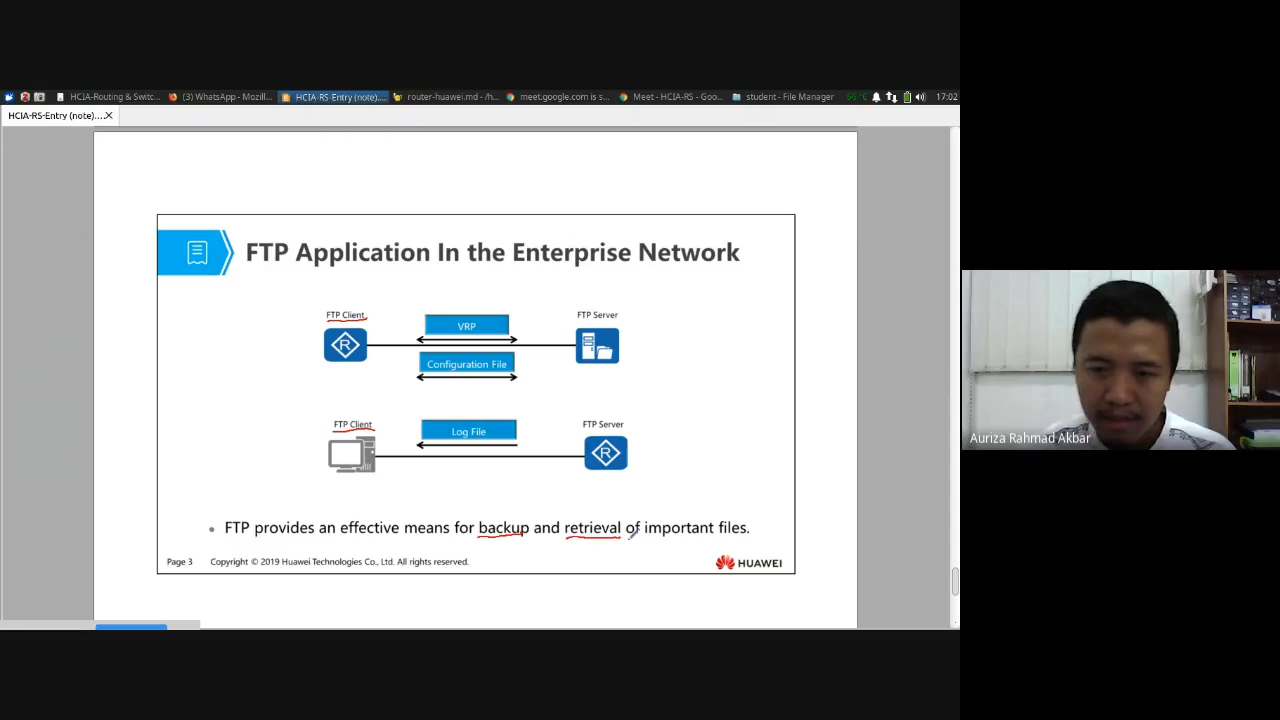 HCIA-Routing & Switc...
(3) WhatsApp - Mozill...
HCIA-RS-Entry (note)....
router-huawei.md - /h...
meet.google.com is s...
Meet - HCIA-RS - Goo...
student - File Manager
66°C
17:02
HCIA-RS-Entry (note)....
FTP Application In the Enterprise Network
FTP Client
FTP Server
VRP
R
Configuration File
FTP Client
FTP Server
Log File
R
Auriza Rahmad Akbar
• FTP provides an effective means for backup and retrieval of important files.
Page 3
Copyright © 2019 Huawei Technologies Co., Ltd. All rights reserved.
HUAWEI